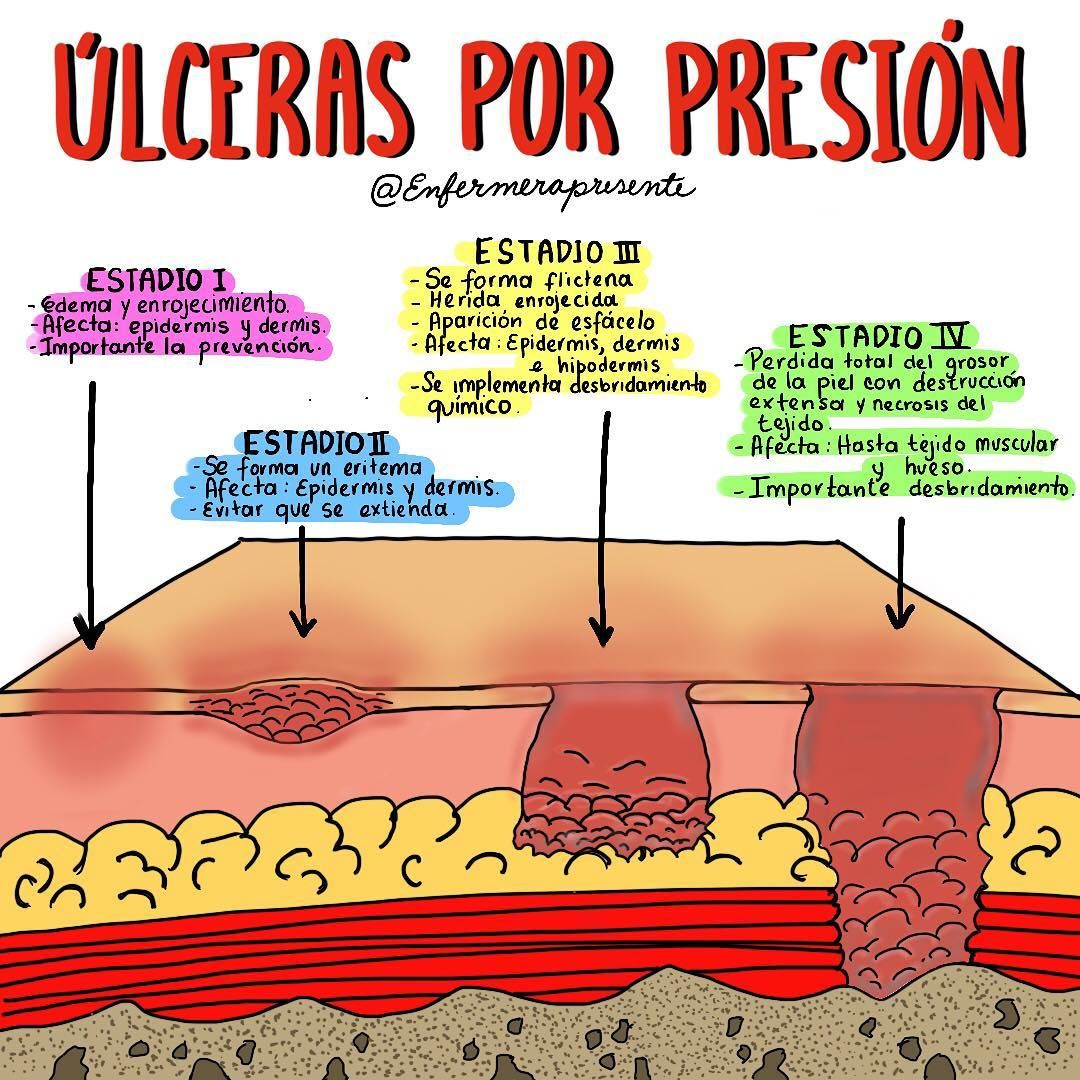 ÚLCERAS POR PRESIÓN
@Enfermerapresente
ESTADIO I
- edema y enrojecimiento.
- Afecta: epidermis y dermis.
- Importante la prevención.
ESTADIO II
- Se forma un eritema
- Afecta: Epidermis y dermis.
- Evitar que se extienda.
ESTADIO III
- Se forma flictena
- Herida enrojecida
- Aparición de esfácelo
- Afecta: Epidermis, dermis
e hipodermis
- Se implementa desbridamiento
químico.
ESTADIO IV
- Perdida total del grosor
de la piel con destrucción
extensa y necrosis del
tejido.
- Afecta: Hasta tejido muscular
y hueso.
- Importante desbridamiento.